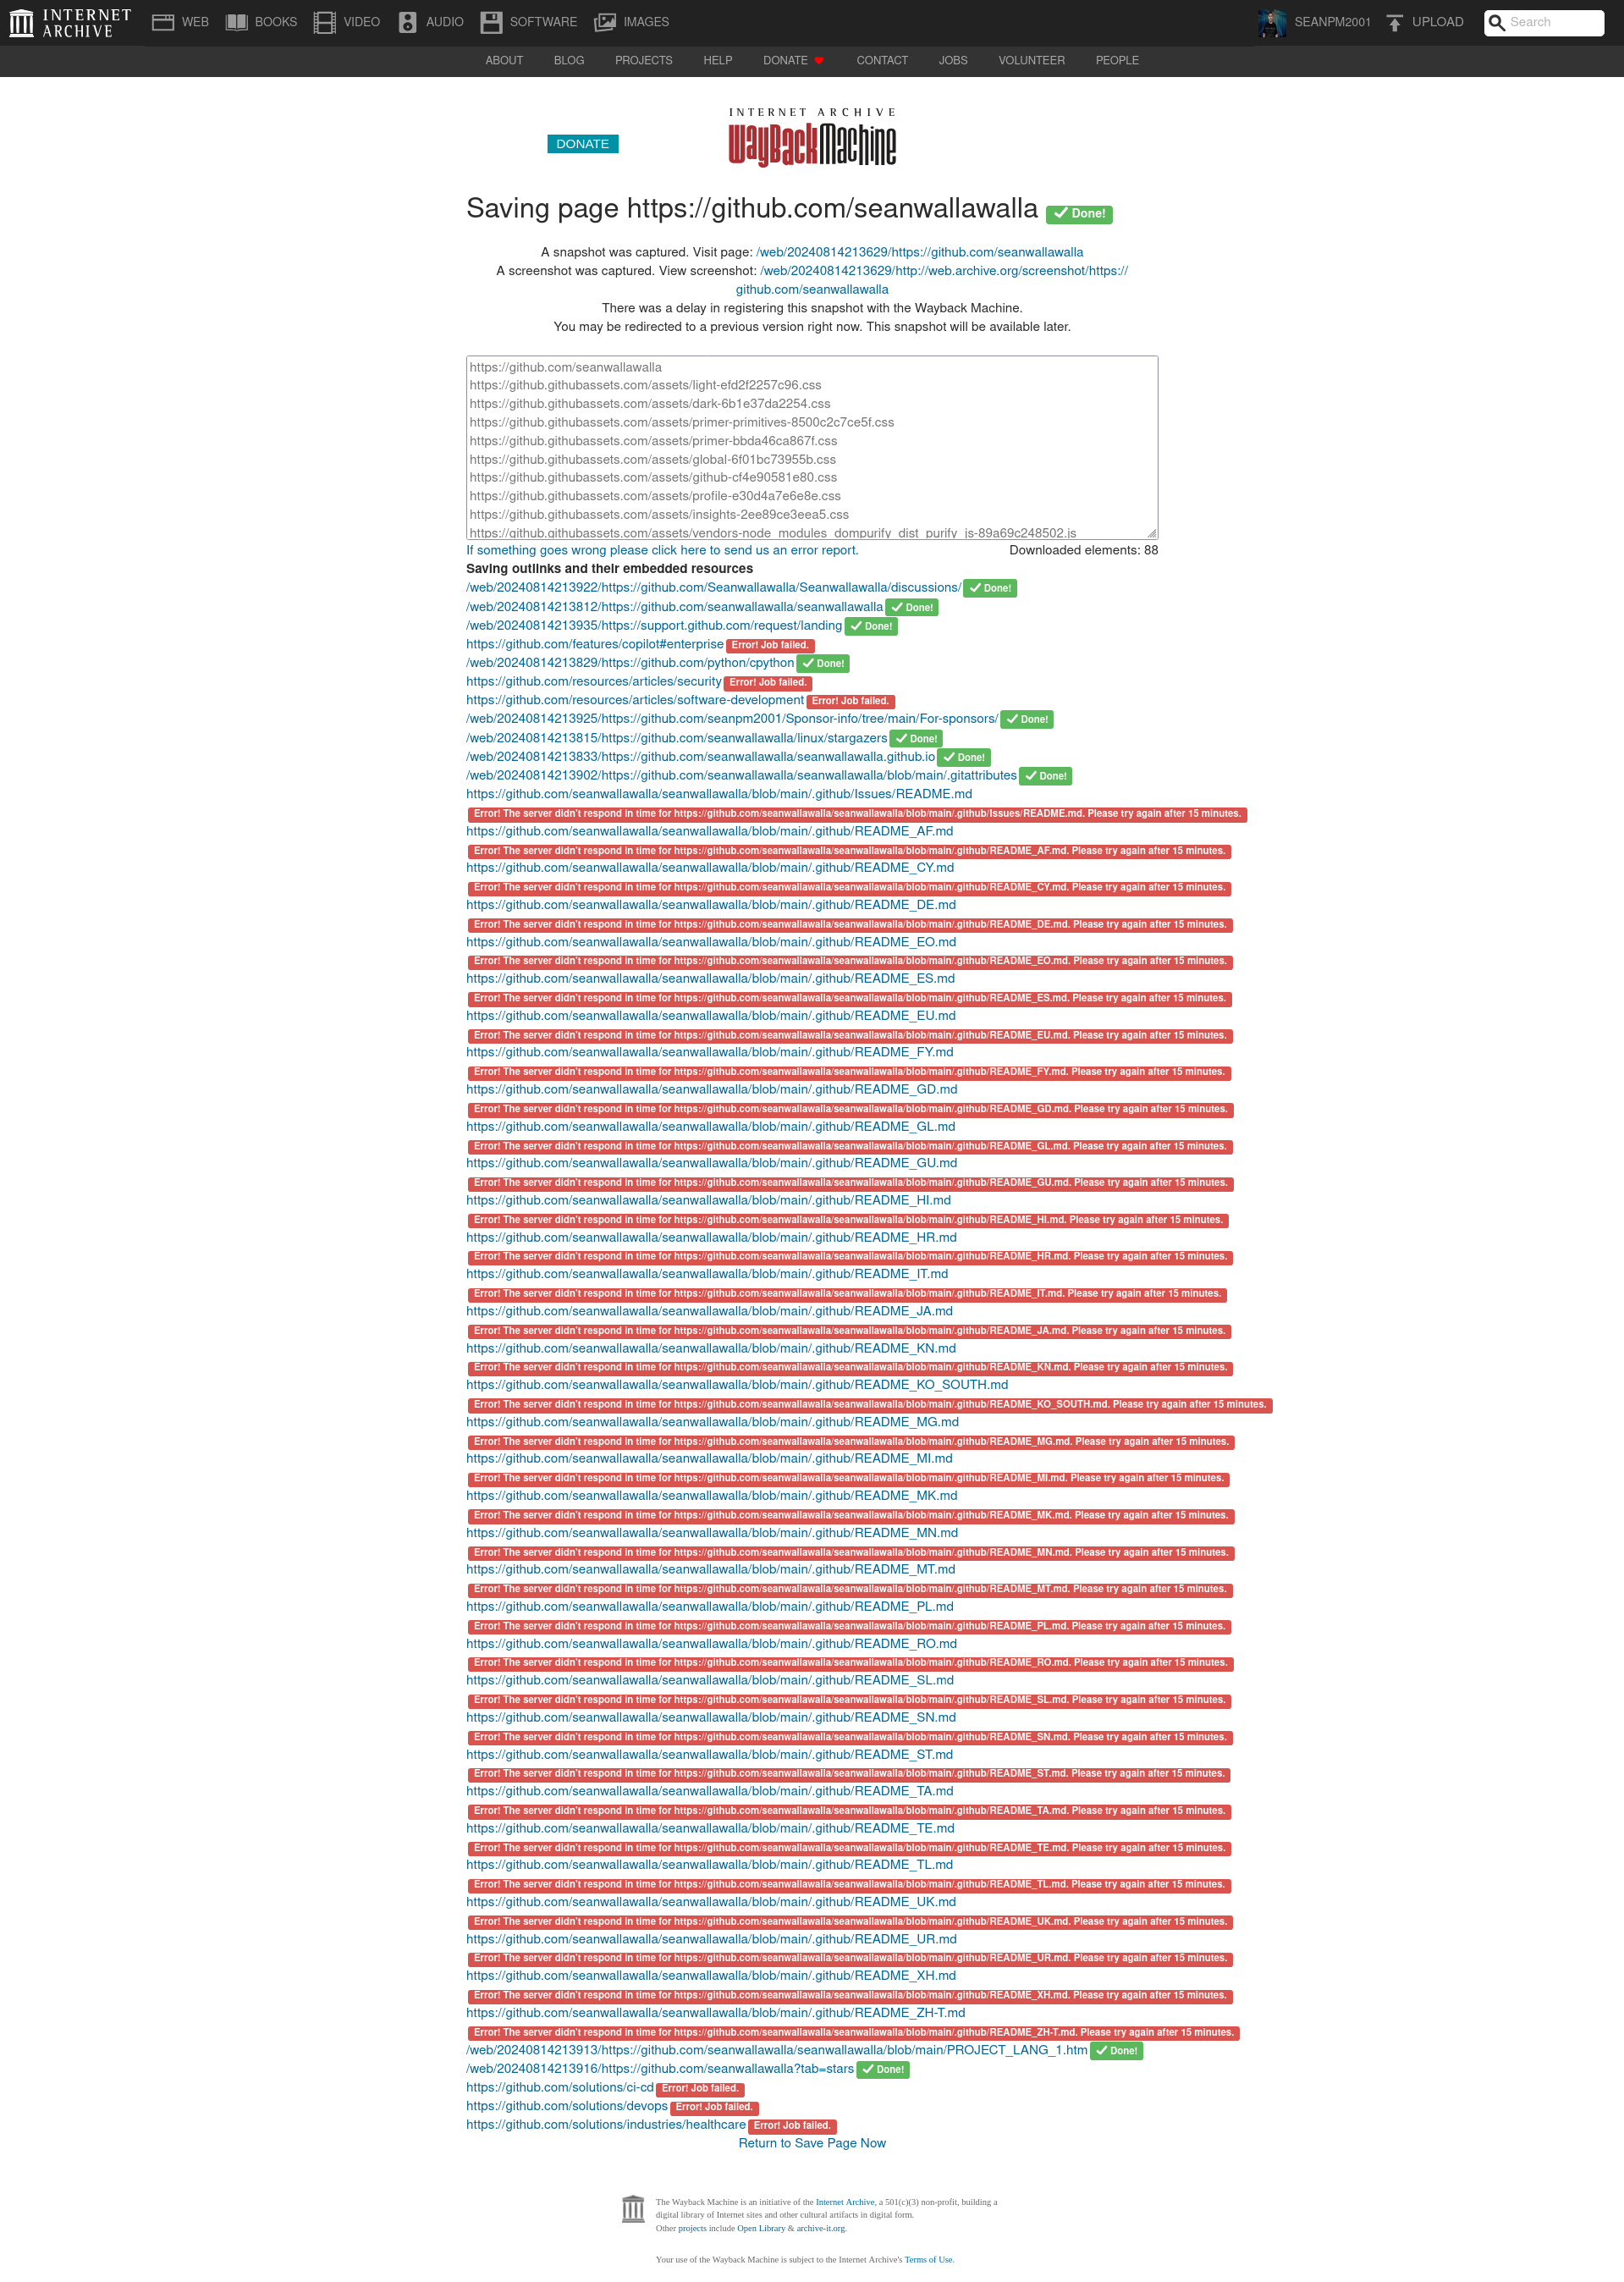 INTERNET ARCHIVE
WEB BOOKS VIDEO AUDIO SOFTWARE IMAGES SEANPM2001 UPLOAD Search
ABOUT BLOG PROJECTS HELP DONATE CONTACT JOBS VOLUNTEER PEOPLE
INTERNET ARCHIVE
WayBackMachine
DONATE
Saving page https://github.com/seanwallawalla Done!
A snapshot was captured. Visit page: /web/20240814213629/https://github.com/seanwallawalla
A screenshot was captured. View screenshot: /web/20240814213629/http://web.archive.org/screenshot/https://
github.com/seanwallawalla
There was a delay in registering this snapshot with the Wayback Machine.
You may be redirected to a previous version right now. This snapshot will be available later.
https://github.com/seanwallawalla
https://github.githubassets.com/assets/light-efd2f2257c96.css
https://github.githubassets.com/assets/dark-6b1e37da2254.css
https://github.githubassets.com/assets/primer-primitives-8500c2c7ce5f.css
https://github.githubassets.com/assets/primer-bbda46ca867f.css
https://github.githubassets.com/assets/global-6f01bc73955b.css
https://github.githubassets.com/assets/github-cf4e90581e80.css
https://github.githubassets.com/assets/profile-e30d4a7e6e8e.css
https://github.githubassets.com/assets/insights-2ee89ce3eea5.css
https://github.githubassets.com/assets/vendors-node_modules_dompurify_dist_purify_js-89a69c248502.js
If something goes wrong please click here to send us an error report. Downloaded elements: 88
Saving outlinks and their embedded resources
/web/20240814213922/https://github.com/Seanwallawalla/Seanwallawalla/discussions/ Done!
/web/20240814213812/https://github.com/seanwallawalla/seanwallawalla Done!
/web/20240814213935/https://support.github.com/request/landing Done!
https://github.com/features/copilot#enterprise Error! Job failed.
/web/20240814213829/https://github.com/python/cpython Done!
https://github.com/resources/articles/security Error! Job failed.
https://github.com/resources/articles/software-development Error! Job failed.
/web/20240814213925/https://github.com/seanpm2001/Sponsor-info/tree/main/For-sponsors/ Done!
/web/20240814213815/https://github.com/seanwallawalla/linux/stargazers Done!
/web/20240814213833/https://github.com/seanwallawalla/seanwallawalla.github.io Done!
/web/20240814213902/https://github.com/seanwallawalla/seanwallawalla/blob/main/.gitattributes Done!
https://github.com/seanwallawalla/seanwallawalla/blob/main/.github/Issues/README.md
Error! The server didn't respond in time for https://github.com/seanwallawalla/seanwallawalla/blob/main/.github/Issues/README.md. Please try again after 15 minutes.
https://github.com/seanwallawalla/seanwallawalla/blob/main/.github/README_AF.md
Error! The server didn't respond in time for https://github.com/seanwallawalla/seanwallawalla/blob/main/.github/README_AF.md. Please try again after 15 minutes.
https://github.com/seanwallawalla/seanwallawalla/blob/main/.github/README_CY.md
Error! The server didn't respond in time for https://github.com/seanwallawalla/seanwallawalla/blob/main/.github/README_CY.md. Please try again after 15 minutes.
https://github.com/seanwallawalla/seanwallawalla/blob/main/.github/README_DE.md
Error! The server didn't respond in time for https://github.com/seanwallawalla/seanwallawalla/blob/main/.github/README_DE.md. Please try again after 15 minutes.
https://github.com/seanwallawalla/seanwallawalla/blob/main/.github/README_EO.md
Error! The server didn't respond in time for https://github.com/seanwallawalla/seanwallawalla/blob/main/.github/README_EO.md. Please try again after 15 minutes.
https://github.com/seanwallawalla/seanwallawalla/blob/main/.github/README_ES.md
Error! The server didn't respond in time for https://github.com/seanwallawalla/seanwallawalla/blob/main/.github/README_ES.md. Please try again after 15 minutes.
https://github.com/seanwallawalla/seanwallawalla/blob/main/.github/README_EU.md
Error! The server didn't respond in time for https://github.com/seanwallawalla/seanwallawalla/blob/main/.github/README_EU.md. Please try again after 15 minutes.
https://github.com/seanwallawalla/seanwallawalla/blob/main/.github/README_FY.md
Error! The server didn't respond in time for https://github.com/seanwallawalla/seanwallawalla/blob/main/.github/README_FY.md. Please try again after 15 minutes.
https://github.com/seanwallawalla/seanwallawalla/blob/main/.github/README_GD.md
Error! The server didn't respond in time for https://github.com/seanwallawalla/seanwallawalla/blob/main/.github/README_GD.md. Please try again after 15 minutes.
https://github.com/seanwallawalla/seanwallawalla/blob/main/.github/README_GL.md
Error! The server didn't respond in time for https://github.com/seanwallawalla/seanwallawalla/blob/main/.github/README_GL.md. Please try again after 15 minutes.
https://github.com/seanwallawalla/seanwallawalla/blob/main/.github/README_GU.md
Error! The server didn't respond in time for https://github.com/seanwallawalla/seanwallawalla/blob/main/.github/README_GU.md. Please try again after 15 minutes.
https://github.com/seanwallawalla/seanwallawalla/blob/main/.github/README_HI.md
Error! The server didn't respond in time for https://github.com/seanwallawalla/seanwallawalla/blob/main/.github/README_HI.md. Please try again after 15 minutes.
https://github.com/seanwallawalla/seanwallawalla/blob/main/.github/README_HR.md
Error! The server didn't respond in time for https://github.com/seanwallawalla/seanwallawalla/blob/main/.github/README_HR.md. Please try again after 15 minutes.
https://github.com/seanwallawalla/seanwallawalla/blob/main/.github/README_IT.md
Error! The server didn't respond in time for https://github.com/seanwallawalla/seanwallawalla/blob/main/.github/README_IT.md. Please try again after 15 minutes.
https://github.com/seanwallawalla/seanwallawalla/blob/main/.github/README_JA.md
Error! The server didn't respond in time for https://github.com/seanwallawalla/seanwallawalla/blob/main/.github/README_JA.md. Please try again after 15 minutes.
https://github.com/seanwallawalla/seanwallawalla/blob/main/.github/README_KN.md
Error! The server didn't respond in time for https://github.com/seanwallawalla/seanwallawalla/blob/main/.github/README_KN.md. Please try again after 15 minutes.
https://github.com/seanwallawalla/seanwallawalla/blob/main/.github/README_KO_SOUTH.md
Error! The server didn't respond in time for https://github.com/seanwallawalla/seanwallawalla/blob/main/.github/README_KO_SOUTH.md. Please try again after 15 minutes.
https://github.com/seanwallawalla/seanwallawalla/blob/main/.github/README_MG.md
Error! The server didn't respond in time for https://github.com/seanwallawalla/seanwallawalla/blob/main/.github/README_MG.md. Please try again after 15 minutes.
https://github.com/seanwallawalla/seanwallawalla/blob/main/.github/README_MI.md
Error! The server didn't respond in time for https://github.com/seanwallawalla/seanwallawalla/blob/main/.github/README_MI.md. Please try again after 15 minutes.
https://github.com/seanwallawalla/seanwallawalla/blob/main/.github/README_MK.md
Error! The server didn't respond in time for https://github.com/seanwallawalla/seanwallawalla/blob/main/.github/README_MK.md. Please try again after 15 minutes.
https://github.com/seanwallawalla/seanwallawalla/blob/main/.github/README_MN.md
Error! The server didn't respond in time for https://github.com/seanwallawalla/seanwallawalla/blob/main/.github/README_MN.md. Please try again after 15 minutes.
https://github.com/seanwallawalla/seanwallawalla/blob/main/.github/README_MT.md
Error! The server didn't respond in time for https://github.com/seanwallawalla/seanwallawalla/blob/main/.github/README_MT.md. Please try again after 15 minutes.
https://github.com/seanwallawalla/seanwallawalla/blob/main/.github/README_PL.md
Error! The server didn't respond in time for https://github.com/seanwallawalla/seanwallawalla/blob/main/.github/README_PL.md. Please try again after 15 minutes.
https://github.com/seanwallawalla/seanwallawalla/blob/main/.github/README_RO.md
Error! The server didn't respond in time for https://github.com/seanwallawalla/seanwallawalla/blob/main/.github/README_RO.md. Please try again after 15 minutes.
https://github.com/seanwallawalla/seanwallawalla/blob/main/.github/README_SL.md
Error! The server didn't respond in time for https://github.com/seanwallawalla/seanwallawalla/blob/main/.github/README_SL.md. Please try again after 15 minutes.
https://github.com/seanwallawalla/seanwallawalla/blob/main/.github/README_SN.md
Error! The server didn't respond in time for https://github.com/seanwallawalla/seanwallawalla/blob/main/.github/README_SN.md. Please try again after 15 minutes.
https://github.com/seanwallawalla/seanwallawalla/blob/main/.github/README_ST.md
Error! The server didn't respond in time for https://github.com/seanwallawalla/seanwallawalla/blob/main/.github/README_ST.md. Please try again after 15 minutes.
https://github.com/seanwallawalla/seanwallawalla/blob/main/.github/README_TA.md
Error! The server didn't respond in time for https://github.com/seanwallawalla/seanwallawalla/blob/main/.github/README_TA.md. Please try again after 15 minutes.
https://github.com/seanwallawalla/seanwallawalla/blob/main/.github/README_TE.md
Error! The server didn't respond in time for https://github.com/seanwallawalla/seanwallawalla/blob/main/.github/README_TE.md. Please try again after 15 minutes.
https://github.com/seanwallawalla/seanwallawalla/blob/main/.github/README_TL.md
Error! The server didn't respond in time for https://github.com/seanwallawalla/seanwallawalla/blob/main/.github/README_TL.md. Please try again after 15 minutes.
https://github.com/seanwallawalla/seanwallawalla/blob/main/.github/README_UK.md
Error! The server didn't respond in time for https://github.com/seanwallawalla/seanwallawalla/blob/main/.github/README_UK.md. Please try again after 15 minutes.
https://github.com/seanwallawalla/seanwallawalla/blob/main/.github/README_UR.md
Error! The server didn't respond in time for https://github.com/seanwallawalla/seanwallawalla/blob/main/.github/README_UR.md. Please try again after 15 minutes.
https://github.com/seanwallawalla/seanwallawalla/blob/main/.github/README_XH.md
Error! The server didn't respond in time for https://github.com/seanwallawalla/seanwallawalla/blob/main/.github/README_XH.md. Please try again after 15 minutes.
https://github.com/seanwallawalla/seanwallawalla/blob/main/.github/README_ZH-T.md
Error! The server didn't respond in time for https://github.com/seanwallawalla/seanwallawalla/blob/main/.github/README_ZH-T.md. Please try again after 15 minutes.
/web/20240814213913/https://github.com/seanwallawalla/seanwallawalla/blob/main/PROJECT_LANG_1.htm Done!
/web/20240814213916/https://github.com/seanwallawalla?tab=stars Done!
https://github.com/solutions/ci-cd Error! Job failed.
https://github.com/solutions/devops Error! Job failed.
https://github.com/solutions/industries/healthcare Error! Job failed.
Return to Save Page Now
The Wayback Machine is an initiative of the Internet Archive, a 501(c)(3) non-profit, building a
digital library of Internet sites and other cultural artifacts in digital form.
Other projects include Open Library & archive-it.org.
Your use of the Wayback Machine is subject to the Internet Archive's Terms of Use.